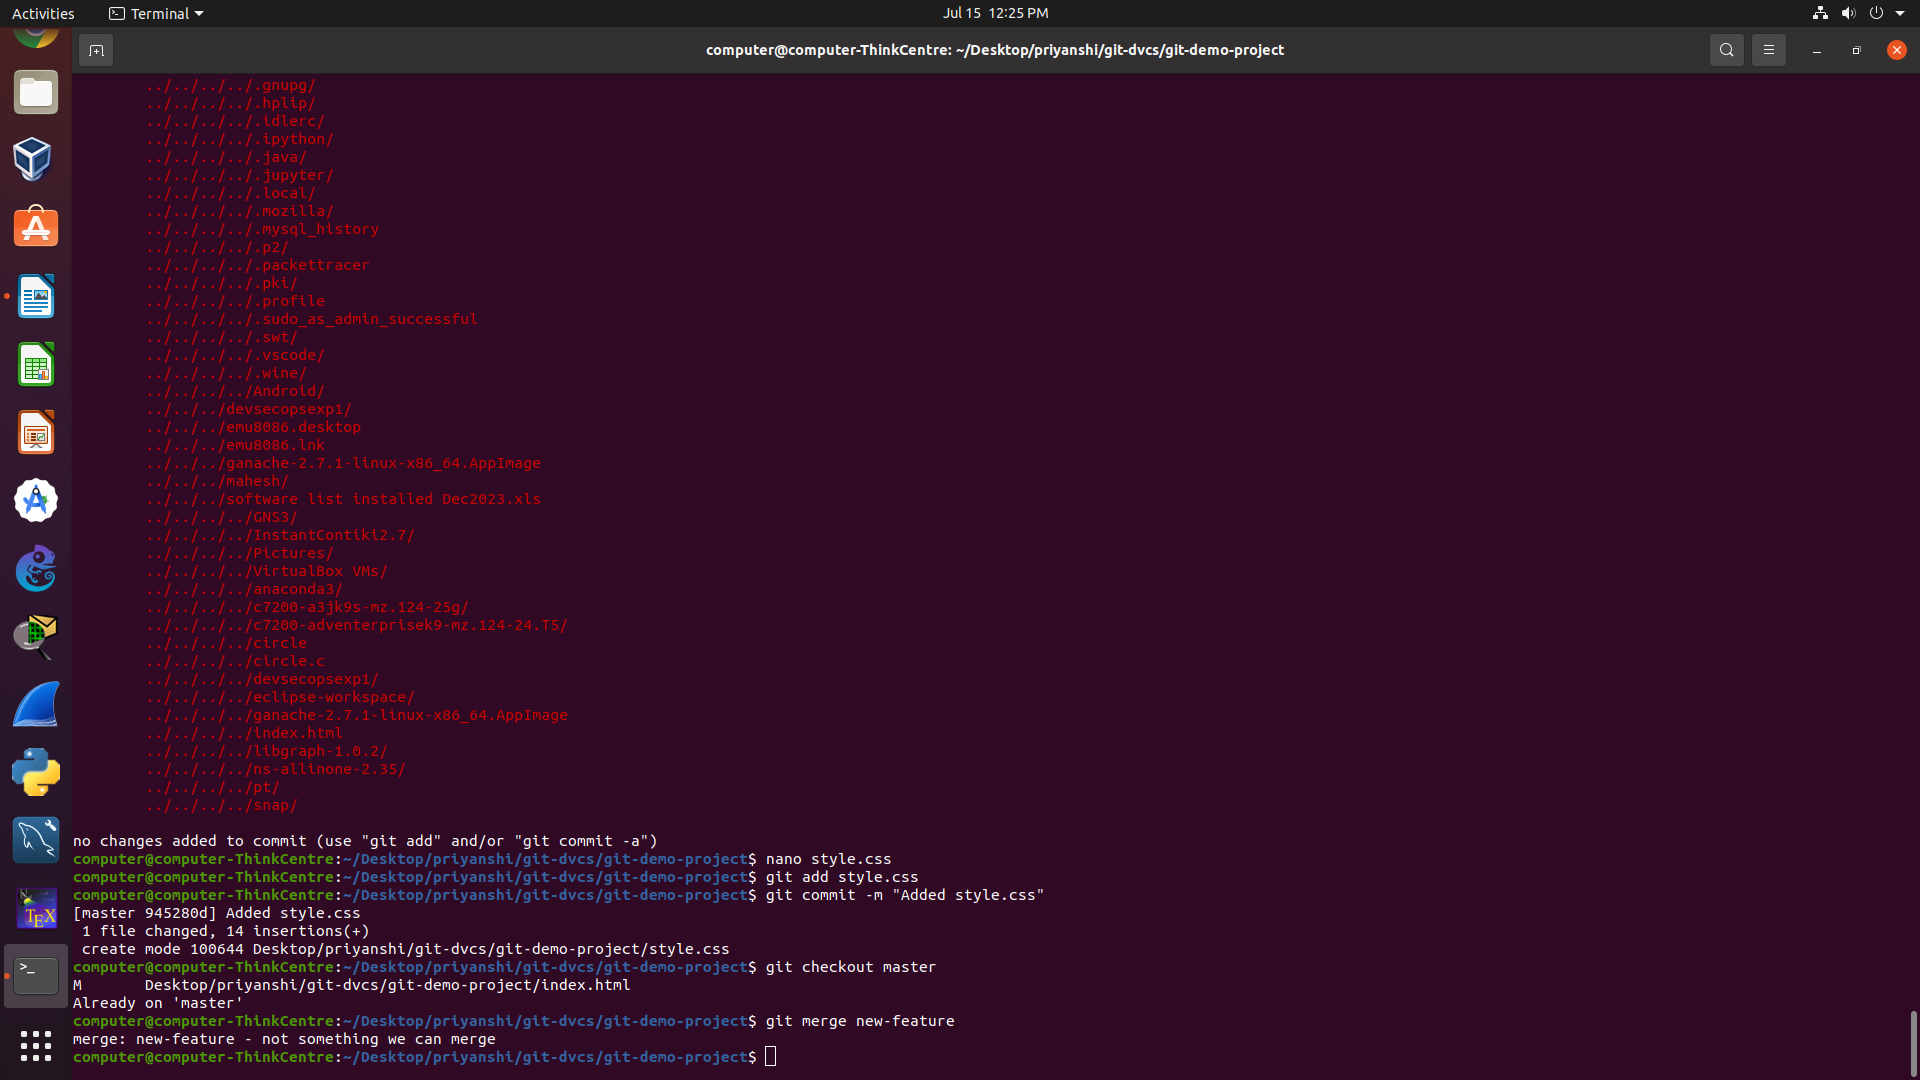 Activities
Terminal
Jul 15 12:25 PM
computer@computer-ThinkCentre: ~/Desktop/priyanshi/git-dvcs/git-demo-project
../../../../.gnupg/
../../../../.hplip/
../../../../.idlerc/
../../../../.ipython/
../../../../.java/
../../../../.jupyter/
../../../../.local/
../../../../.mozilla/
../../../../.mysql_history
../../../../.p2/
../../../../.packettracer
../../../../.pki/
../../../../.profile
../../../../.sudo_as_admin_successful
../../../../.swt/
../../../../.vscode/
../../../../.wine/
../../../../Android/
../../../devsecopsexp1/
../../../emu8086.desktop
../../../emu8086.lnk
../../../ganache-2.7.1-linux-x86_64.AppImage
../../../mahesh/
../../../software list installed Dec2023.xls
../../../../GNS3/
../../../../InstantContiki2.7/
../../../../Pictures/
../../../../VirtualBox VMs/
../../../../anaconda3/
../../../../c7200-a3jk9s-mz.124-25g/
../../../../c7200-adventerprisek9-mz.124-24.T5/
../../../../circle
../../../../circle.c
../../../../devsecopsexp1/
../../../../eclipse-workspace/
../../../../ganache-2.7.1-linux-x86_64.AppImage
../../../../index.html
../../../../libgraph-1.0.2/
../../../../ns-allinone-2.35/
../../../../pt/
../../../../snap/
no changes added to commit (use "git add" and/or "git commit -a")
computer@computer-ThinkCentre:~/Desktop/priyanshi/git-dvcs/git-demo-project$ nano style.css
computer@computer-ThinkCentre:~/Desktop/priyanshi/git-dvcs/git-demo-project$ git add style.css
computer@computer-ThinkCentre:~/Desktop/priyanshi/git-dvcs/git-demo-project$ git commit -m "Added style.css"
[master 945280d] Added style.css
1 file changed, 14 insertions(+)
create mode 100644 Desktop/priyanshi/git-dvcs/git-demo-project/style.css
computer@computer-ThinkCentre:~/Desktop/priyanshi/git-dvcs/git-demo-project$ git checkout master
M Desktop/priyanshi/git-dvcs/git-demo-project/index.html
Already on 'master'
computer@computer-ThinkCentre:~/Desktop/priyanshi/git-dvcs/git-demo-project$ git merge new-feature
merge: new-feature - not something we can merge
computer@computer-ThinkCentre:~/Desktop/priyanshi/git-dvcs/git-demo-project$
TEX